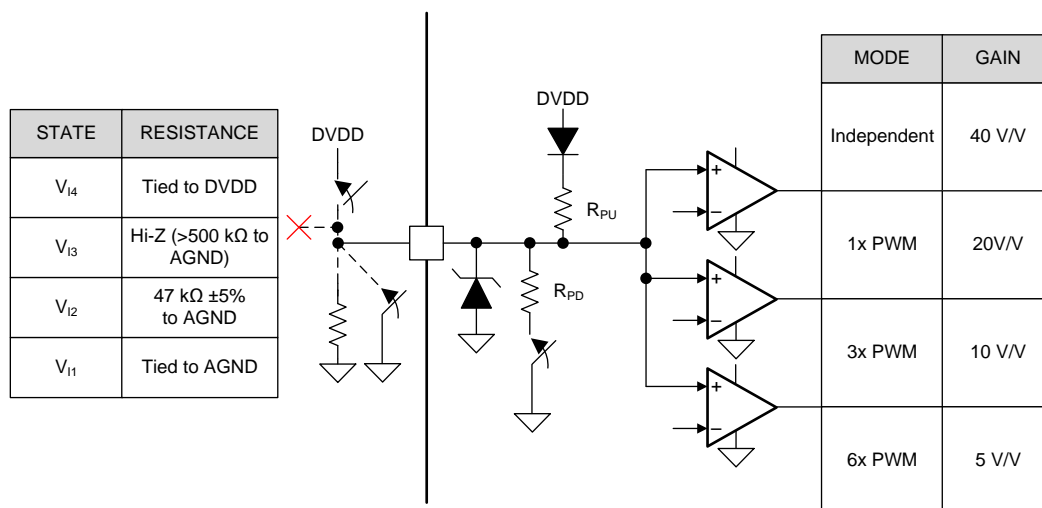 STATE RESISTANCE
V_I4 Tied to DVDD
V_I3 Hi-Z (>500 kΩ to
AGND)
V_I2 47 kΩ ±5%
to AGND
V_I1 Tied to AGND
DVDD
DVDD
R_PU
R_PD
+
−
+
−
+
−
MODE GAIN
Independent 40 V/V
1x PWM 20V/V
3x PWM 10 V/V
6x PWM 5 V/V